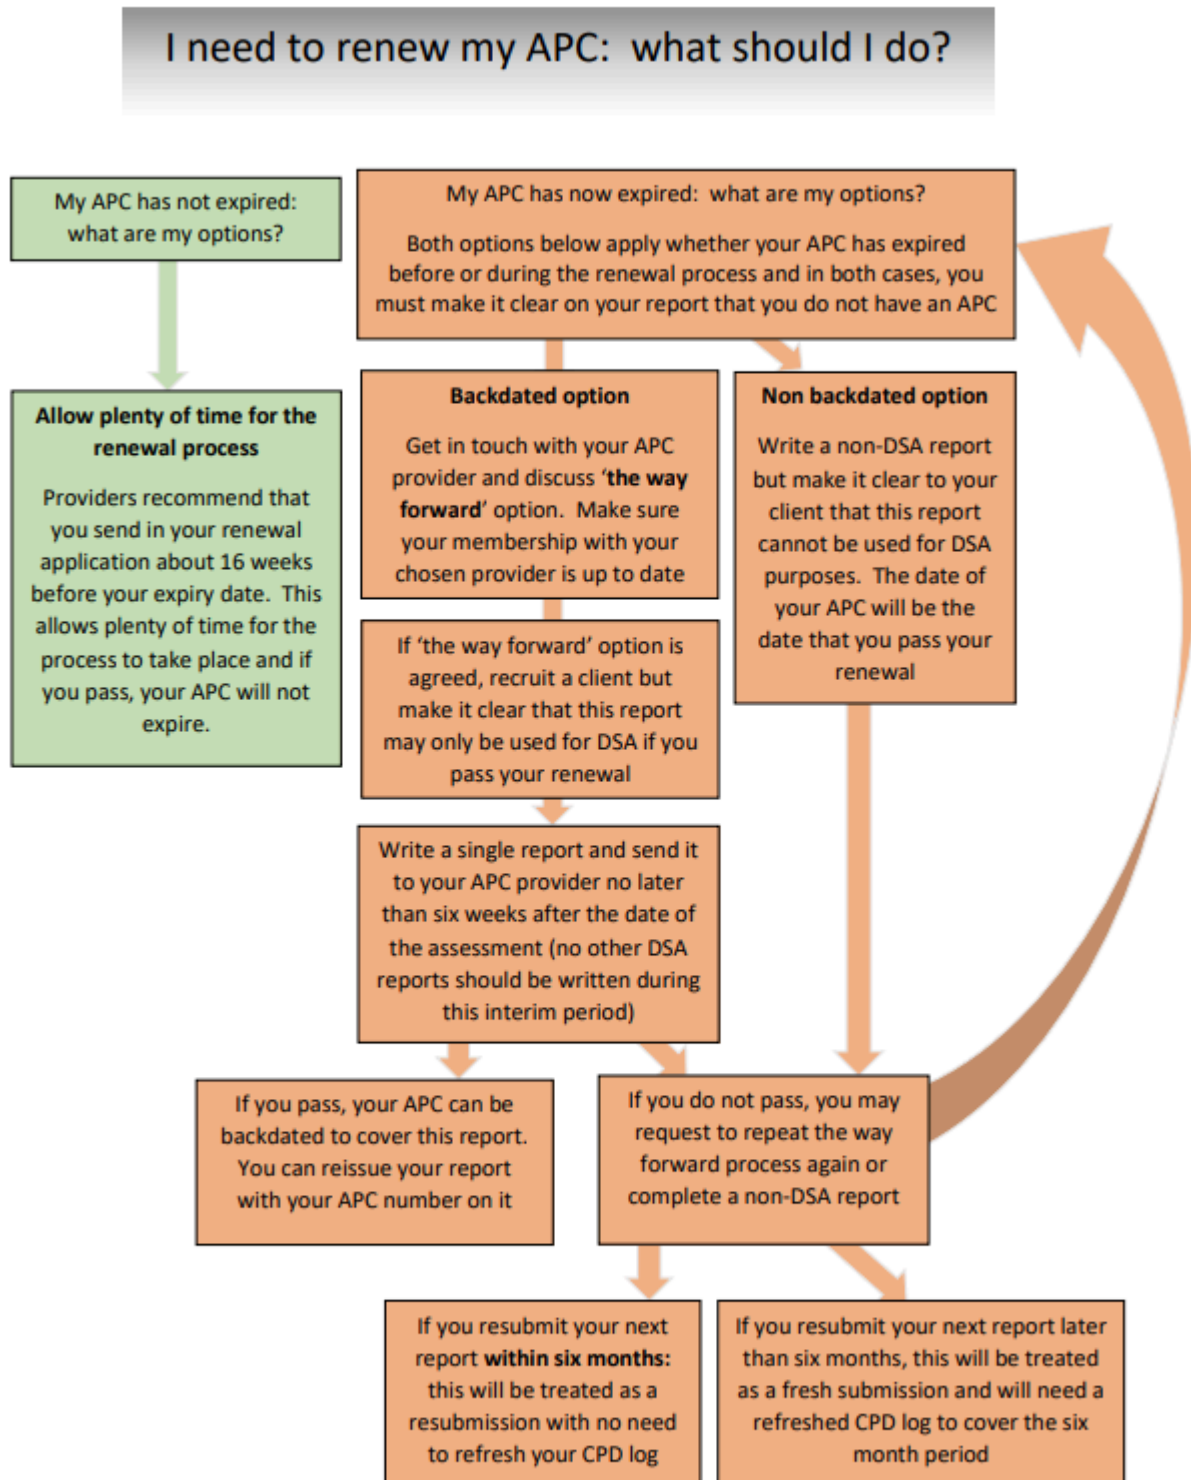 I need to renew my APC: what should I do?
My APC has not expired:
what are my options?
My APC has now expired: what are my options?
Both options below apply whether your APC has expired
before or during the renewal process and in both cases, you
must make it clear on your report that you do not have an APC
Allow plenty of time for the
renewal process
Providers recommend that
you send in your renewal
application about 16 weeks
before your expiry date. This
allows plenty of time for the
process to take place and if
you pass, your APC will not
expire.
Backdated option
Get in touch with your APC
provider and discuss ‘the way
forward’ option. Make sure
your membership with your
chosen provider is up to date
Non backdated option
Write a non-DSA report
but make it clear to your
client that this report
cannot be used for DSA
purposes. The date of
your APC will be the
date that you pass your
renewal
If ‘the way forward’ option is
agreed, recruit a client but
make it clear that this report
may only be used for DSA if you
pass your renewal
Write a single report and send it
to your APC provider no later
than six weeks after the date of
the assessment (no other DSA
reports should be written during
this interim period)
If you pass, your APC can be
backdated to cover this report.
You can reissue your report
with your APC number on it
If you do not pass, you may
request to repeat the way
forward process again or
complete a non-DSA report
If you resubmit your next
report within six months:
this will be treated as a
resubmission with no need
to refresh your CPD log
If you resubmit your next report later
than six months, this will be treated
as a fresh submission and will need a
refreshed CPD log to cover the six
month period